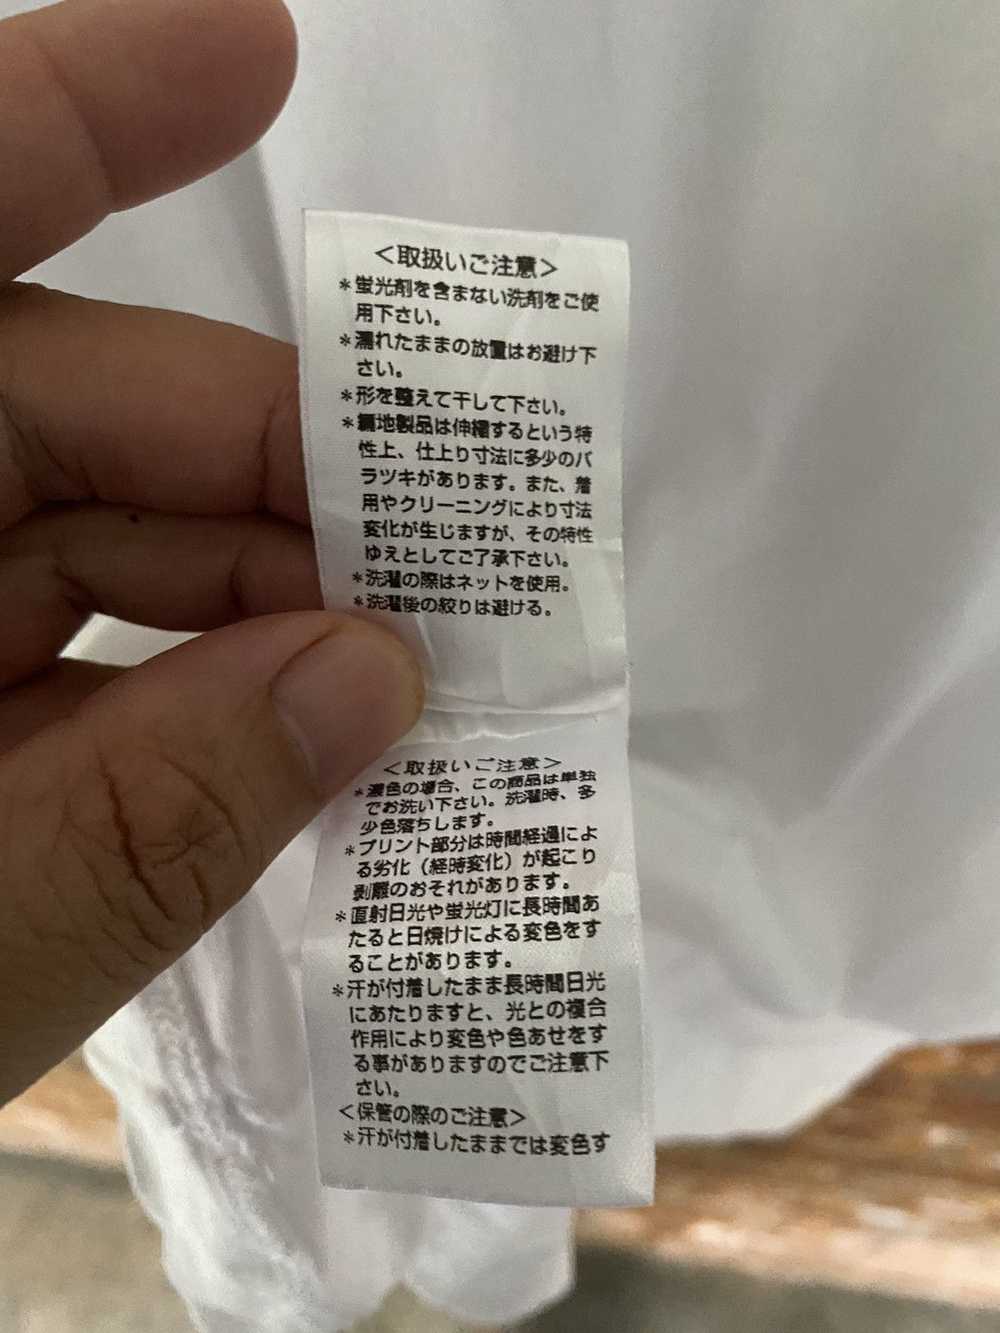 ＜取扱いご注意＞
＊蛍光剤を含まない洗剤をご使
用下さい。
＊濡れたままの放置はお避け下
さい。
＊形を整えて干して下さい。
＊編地製品は伸縮するという特
性上、仕上り寸法に多少のバ
ラツキがあります。また、着
用やクリーニングにより寸法
変化が生じますが、その特性
ゆえとしてご了承下さい。
＊洗濯の際はネットを使用。
＊洗濯後の絞りは避ける。
＜取扱いご注意＞
＊濃色の場合、この商品は単独
でお洗い下さい。洗濯時、多
少色落ちします。
＊プリント部分は時間経過によ
る劣化（経時変化）が起こり
剥離のおそれがあります。
＊直射日光や蛍光灯に長時間あ
たると日焼けによる変色をす
ることがあります。
＊汗が付着したまま長時間日光
にあたりますと、光との複合
作用により変色や色あせをす
る事がありますのでご注意下
さい。
＜保管の際のご注意＞
＊汗が付着したままでは変色す